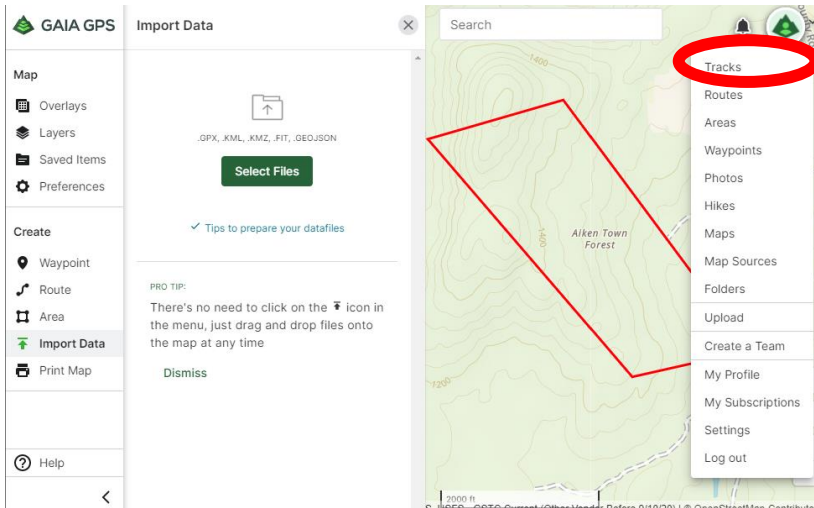 GAIA GPS
Map
Overlays
Layers
Saved Items
Preferences
Create
Waypoint
Route
Area
Import Data
Print Map
Help
Import Data
.GPX, .KML, .KMZ, .FIT, .GEOJSON
Select Files
Tips to prepare your datafiles
PRO TIP:
There's no need to click on the icon in
the menu, just drag and drop files onto
the map at any time
Dismiss
Search
1400
Aiken Town
Forest
1400
1200
2000 ft
Tracks
Routes
Areas
Waypoints
Photos
Hikes
Maps
Map Sources
Folders
Upload
Create a Team
My Profile
My Subscriptions
Settings
Log out